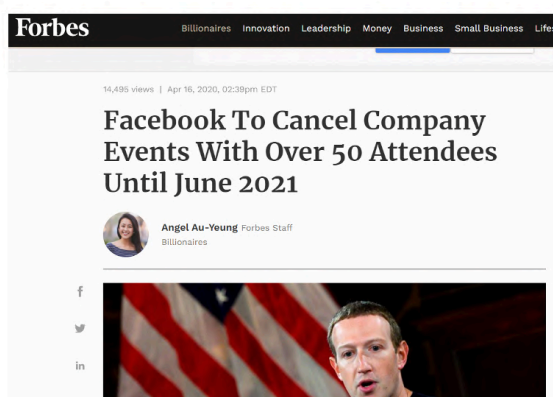 Forbes
Billionaires Innovation Leadership Money Business Small Business
14,495 views | Apr 16, 2020, 02:39pm EDT
Facebook To Cancel Company
Events With Over 50 Attendees
Until June 2021
Angel Au-Yeung Forbes Staff
Billionaires
f
in